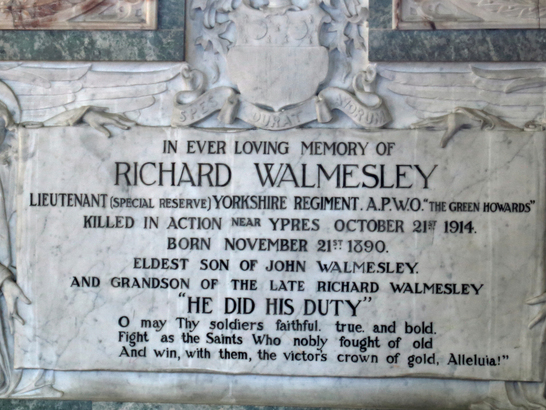 SPES DURAT AVORUM
IN EVER LOVING MEMORY OF
RICHARD WALMESLEY
LIEUTENANT (SPECIAL RESERVE) YORKSHIRE REGIMENT. A.P.W.O. "THE GREEN HOWARDS"
KILLED IN ACTION NEAR YPRES OCTOBER 21ST 1914.
BORN NOVEMBER 21ST 1890.
ELDEST SON OF JOHN WALMESLEY.
AND GRANDSON OF THE LATE RICHARD WALMESLEY
"HE DID HIS DUTY"
O may Thy soldiers faithful. true. and bold.
Fight as the Saints Who nobly fought of old
And win, with them, the victor's crown of gold, Alleluia!"